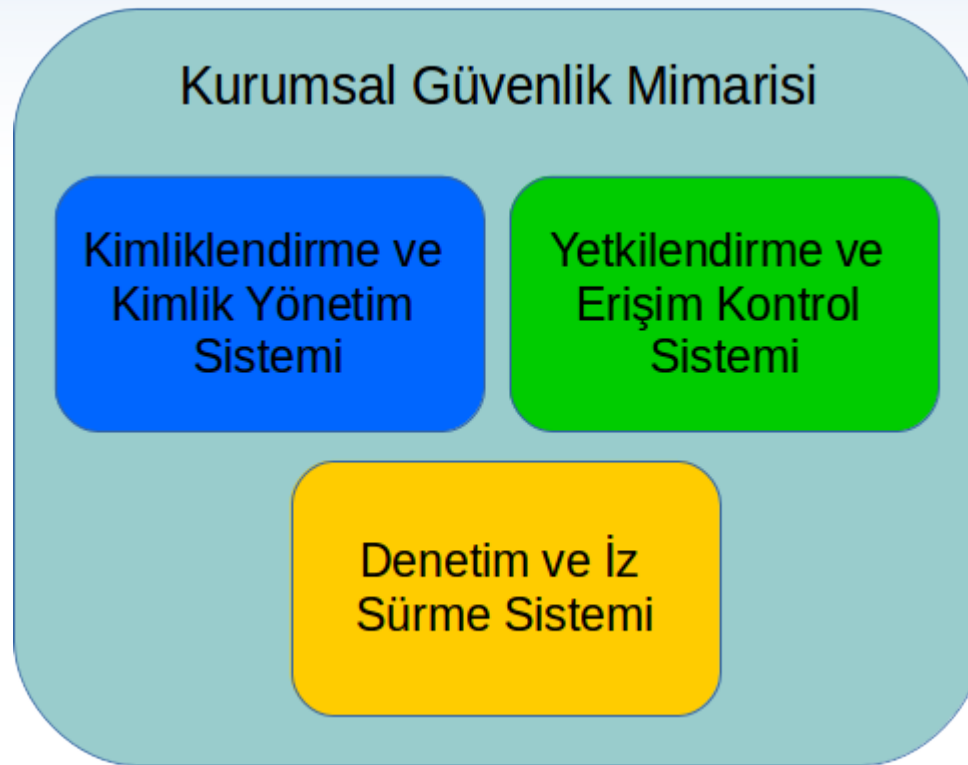 Kurumsal Güvenlik Mimarisi
Kimliklendirme ve
Kimlik Yönetim
Sistemi
Yetkilendirme ve
Erişim Kontrol
Sistemi
Denetim ve İz
Sürme Sistemi